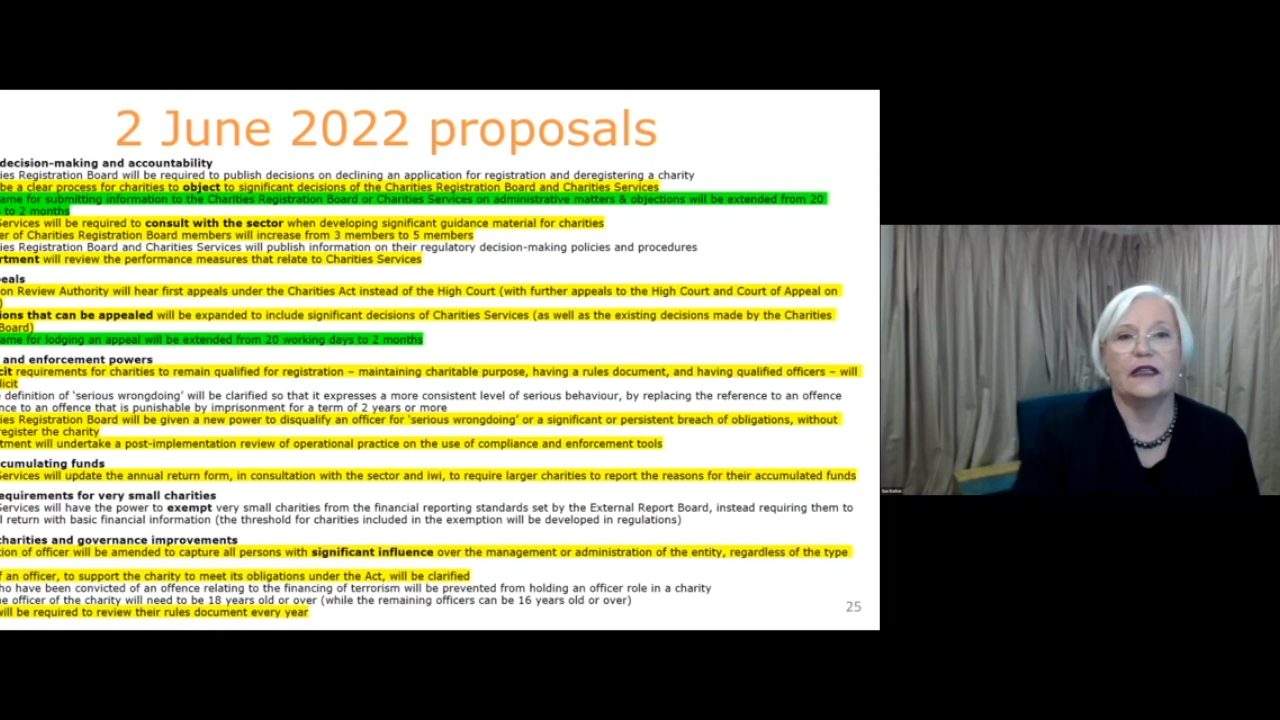 2 June 2022 proposals
decision-making and accountability
ies Registration Board will be required to publish decisions on declining an application for registration and deregistering a charity
be a clear process for charities to object to significant decisions of the Charities Registration Board and Charities Services
ame for submitting information to the Charities Registration Board or Charities Services on administrative matters & objections will be extended from 20
s to 2 months
Services will be required to consult with the sector when developing significant guidance material for charities
er of Charities Registration Board members will increase from 3 members to 5 members
ies Registration Board and Charities Services will publish information on their regulatory decision-making policies and procedures
rtment will review the performance measures that relate to Charities Services
eals
on Review Authority will hear first appeals under the Charities Act instead of the High Court (with further appeals to the High Court and Court of Appeal on
)
ions that can be appealed will be expanded to include significant decisions of Charities Services (as well as the existing decisions made by the Charities
Board)
ame for lodging an appeal will be extended from 20 working days to 2 months
and enforcement powers
cit requirements for charities to remain qualified for registration – maintaining charitable purpose, having a rules document, and having qualified officers – will
licit
e definition of ‘serious wrongdoing’ will be clarified so that it expresses a more consistent level of serious behaviour, by replacing the reference to an offence
nce to an offence that is punishable by imprisonment for a term of 2 years or more
ies Registration Board will be given a new power to disqualify an officer for ‘serious wrongdoing’ or a significant or persistent breach of obligations, without
register the charity
tment will undertake a post-implementation review of operational practice on the use of compliance and enforcement tools
cumulating funds
Services will update the annual return form, in consultation with the sector and iwi, to require larger charities to report the reasons for their accumulated funds
equirements for very small charities
Services will have the power to exempt very small charities from the financial reporting standards set by the External Report Board, instead requiring them to
l return with basic financial information (the threshold for charities included in the exemption will be developed in regulations)
charities and governance improvements
tion of officer will be amended to capture all persons with significant influence over the management or administration of the entity, regardless of the type
f an officer, to support the charity to meet its obligations under the Act, will be clarified
ho have been convicted of an offence relating to the financing of terrorism will be prevented from holding an officer role in a charity
e officer of the charity will need to be 18 years old or over (while the remaining officers can be 16 years old or over)
will be required to review their rules document every year
25